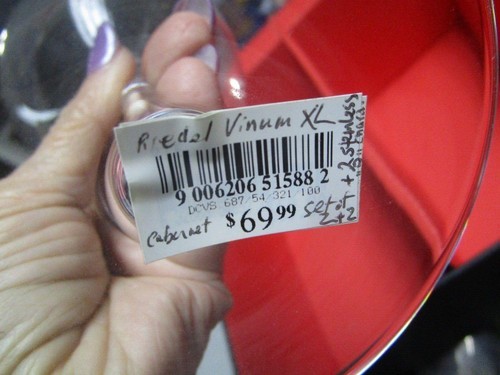 Riedel Vinum XL
9 006206 51588 2
DCVS 687/54/321/100
Cabernet $69.99 set of 2+2
+ 2 stemless